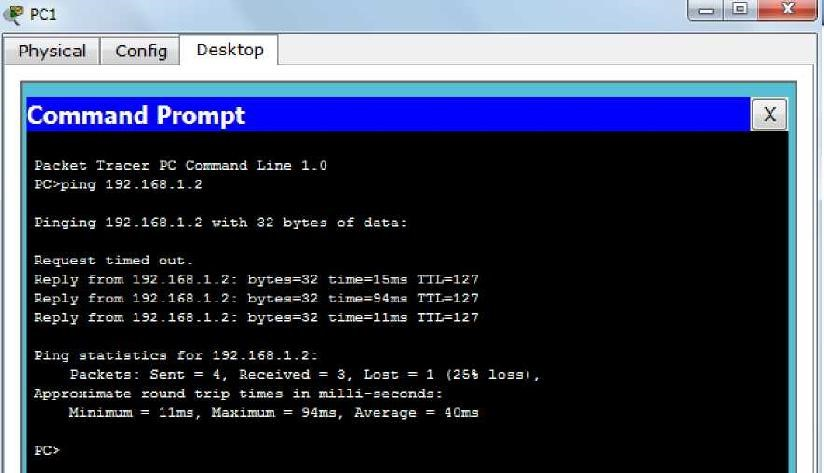 PC1
Physical Config Desktop
Command Prompt
X
Packet Tracer PC Command Line 1.0
PC>ping 192.168.1.2
Pinging 192.168.1.2 with 32 bytes of data:
Request timed out.
Reply from 192.168.1.2: bytes=32 time=15ms TTL=127
Reply from 192.168.1.2: bytes=32 time=94ms TTL=127
Reply from 192.168.1.2: bytes=32 time=11ms TTL=127
Ping statistics for 192.168.1.2:
Packets: Sent = 4, Received = 3, Lost = 1 (25% loss),
Approximate round trip times in milli-seconds:
Minimum = 11ms, Maximum = 94ms, Average = 40ms
PC>